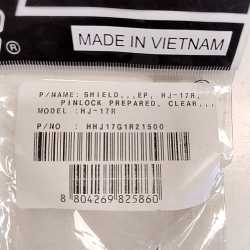 MADE IN VIETNAM
P/NAME: SHIELD,,,EP, HJ-17R,
PINLOCK PREPARED, CLEAR,,,
MODEL :HJ-17R
P/NO : HHJ17G1R21500
8 804269 825860